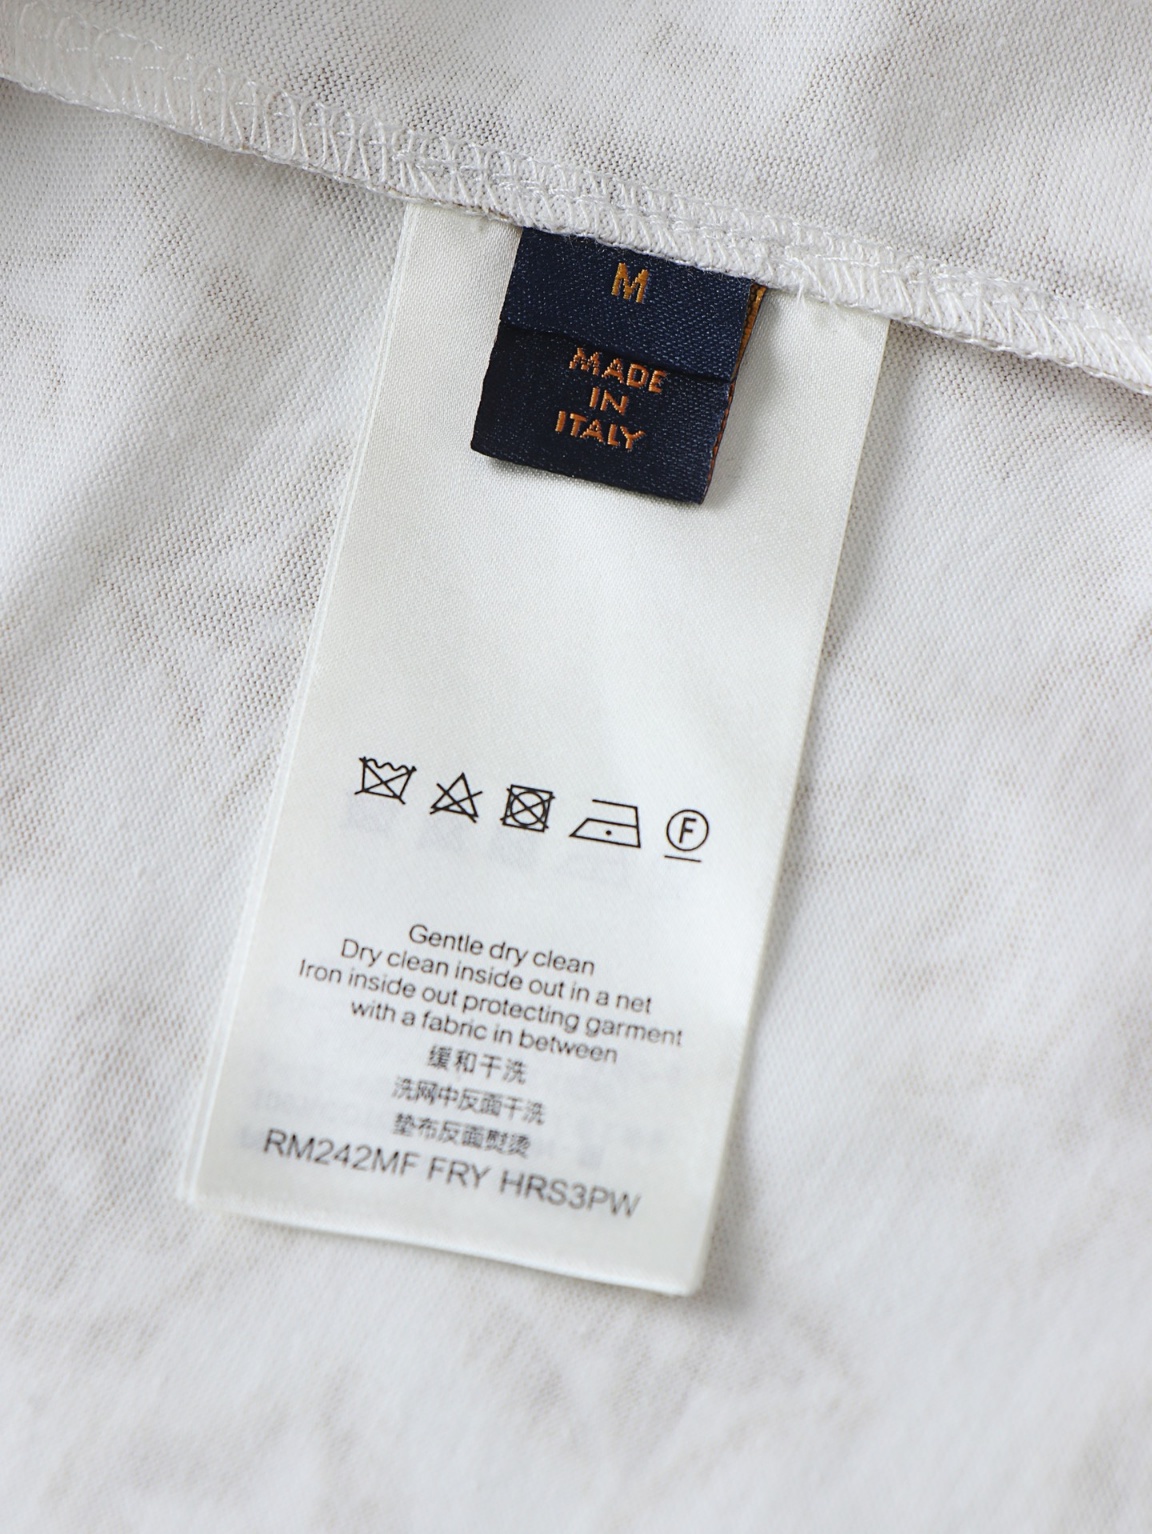 M
MADE
IN
ITALY
F
Gentle dry clean
Dry clean inside out in a net
Iron inside out protecting garment
with a fabric in between
缓和干洗
洗网中反面干洗
垫布反面熨烫
RM242MF FRY HRS3PW